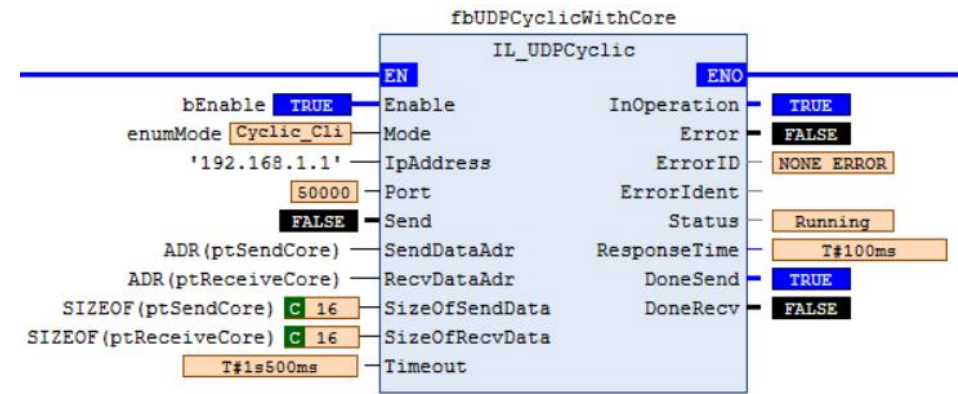 fbUDPCyclicWithCore
IL_UDPCyclic
EN ENO
bEnable TRUE Enable InOperation TRUE
enumMode Cyclic_Cli Mode Error FALSE
'192.168.1.1' IpAddress ErrorID NONE ERROR
50000 Port ErrorIdent
FALSE Send Status Running
ADR(ptSendCore) SendDataAdr ResponseTime T#100ms
ADR(ptReceiveCore) RecvDataAdr DoneSend TRUE
SIZEOF(ptSendCore) C 16 SizeOfSendData DoneRecv FALSE
SIZEOF(ptReceiveCore) C 16 SizeOfRecvData
T#1s500ms Timeout